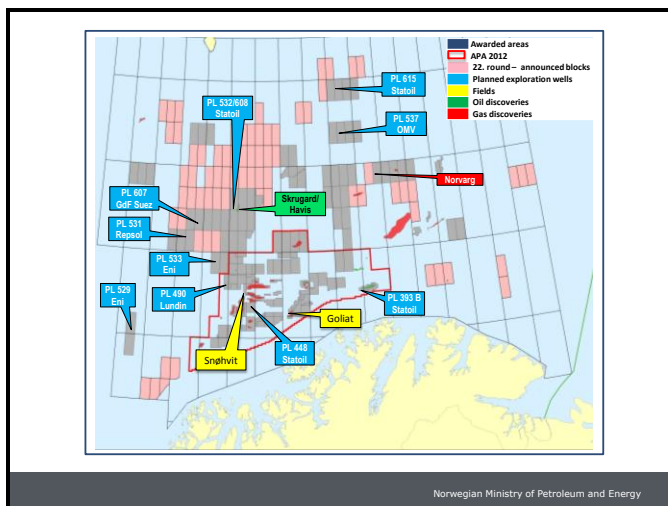 Awarded areas
APA 2012
22. round – announced blocks
Planned exploration wells
Fields
Oil discoveries
Gas discoveries
PL 615
Statoil
PL 532/608
Statoil
PL 537
OMV
Norvarg
PL 607
GdF Suez
Skrugard/
Havis
PL 531
Repsol
PL 533
Eni
PL 529
Eni
PL 490
Lundin
PL 393 B
Statoil
Goliat
Snøhvit
PL 448
Statoil
Norwegian Ministry of Petroleum and Energy